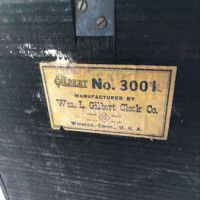 GILBERT No. 3001
MANUFACTURED BY
Wm. L. Gilbert Clock Co.
Winsted, Conn., U. S. A.